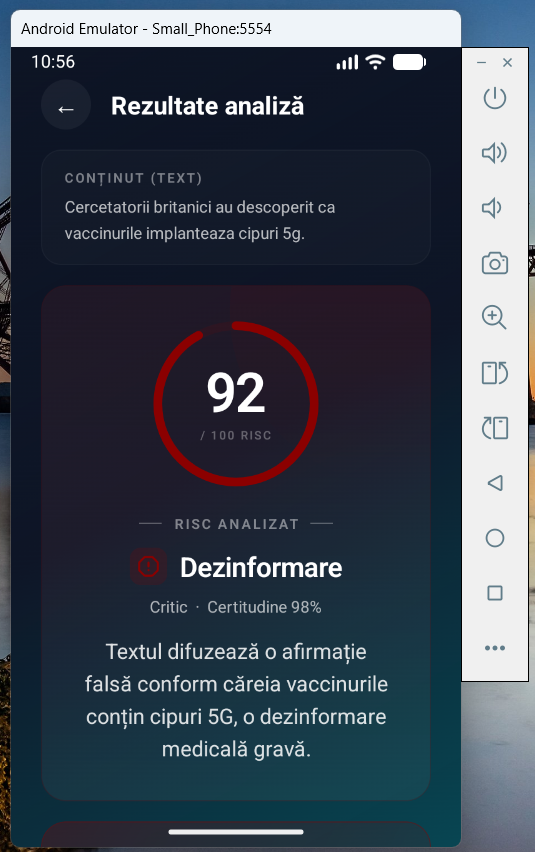 Android Emulator - Small_Phone:5554
10:56
← Rezultate analiză
CONȚINUT (TEXT)
Cercetatorii britanici au descoperit ca
vaccinurile implanteaza cipuri 5g.
92
/ 100 RISC
RISC ANALIZAT
Dezinformare
Critic · Certitudine 98%
Textul difuzează o afirmație
falsă conform căreia vaccinurile
conțin cipuri 5G, o dezinformare
medicală gravă.